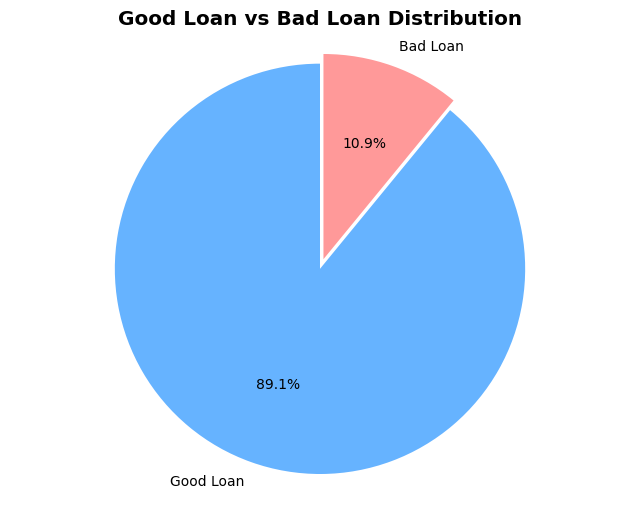 Good Loan vs Bad Loan Distribution
Bad Loan
10.9%
89.1%
Good Loan